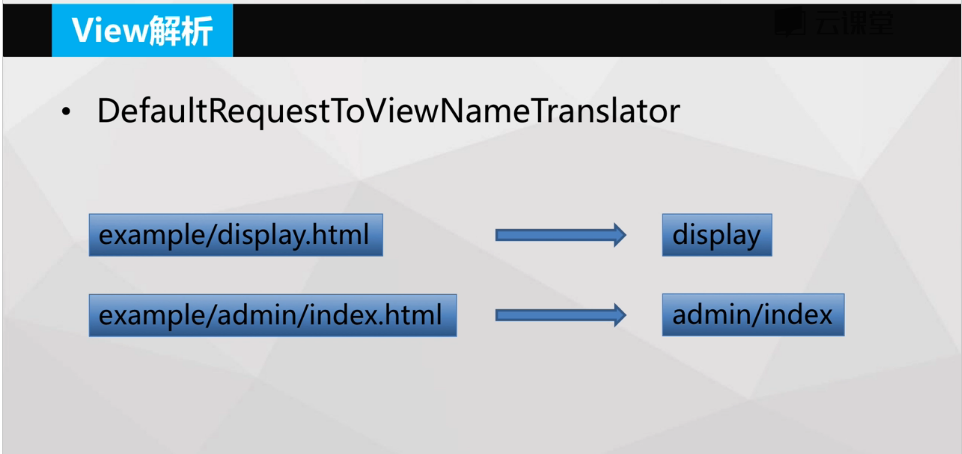 View解析
云课堂
• DefaultRequestToViewNameTranslator
example/display.html
display
example/admin/index.html
admin/index